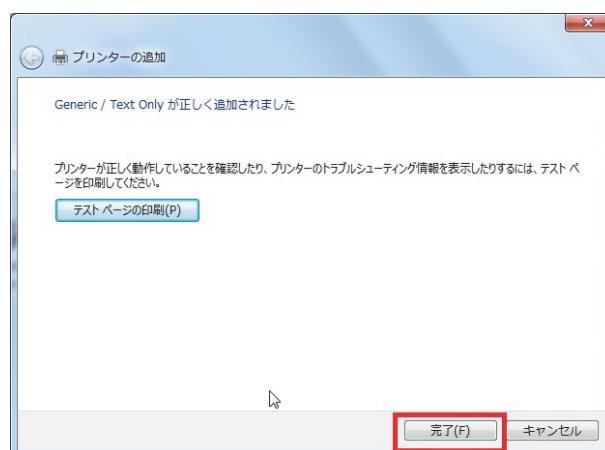 プリンターの追加
Generic / Text Only が正しく追加されました
プリンターが正しく動作していることを確認したり、プリンターのトラブルシューティング情報を表示したりするには、テスト ペ
ージを印刷してください。
テスト ページの印刷(P)
完了(F)
キャンセル